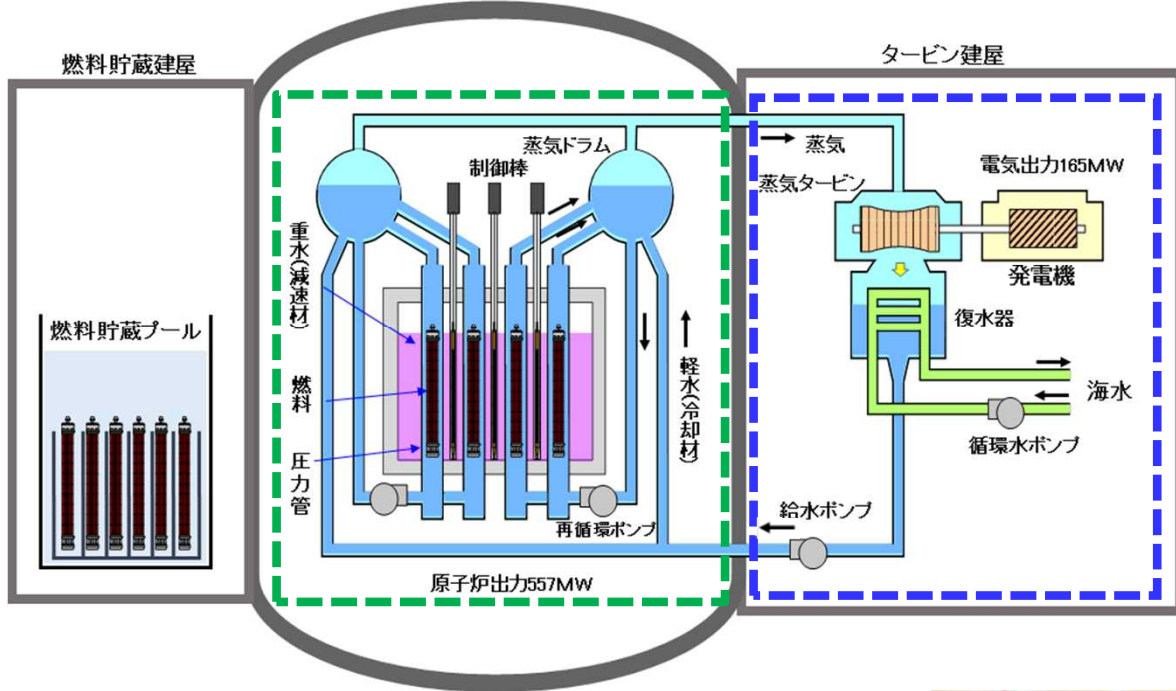 燃料貯蔵建屋
タービン建屋
蒸気ドラム
制御棒
蒸気
電気出力165MW
蒸気タービン
発電機
重水(減速材)
燃料貯蔵プール
復水器
燃料
軽水(冷却材)
海水
循環水ポンプ
圧力管
再循環ポンプ
給水ポンプ
原子炉出力557MW